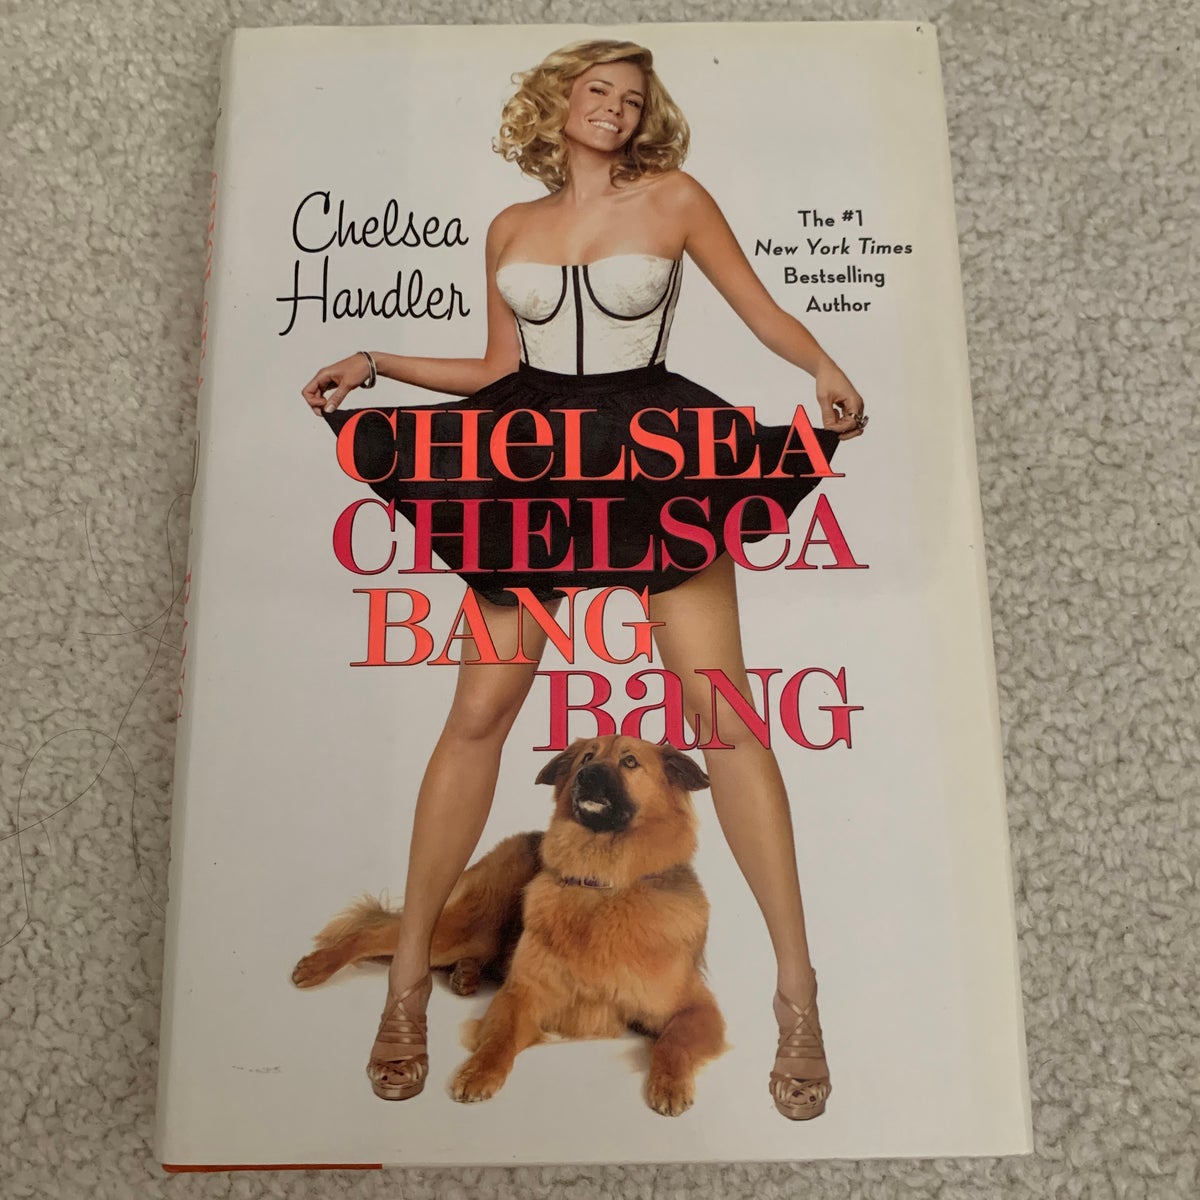 Chelsea
Handler
The #1
New York Times
Bestselling
Author
CHeLSEA
CHELSeA
BANG
BaNG